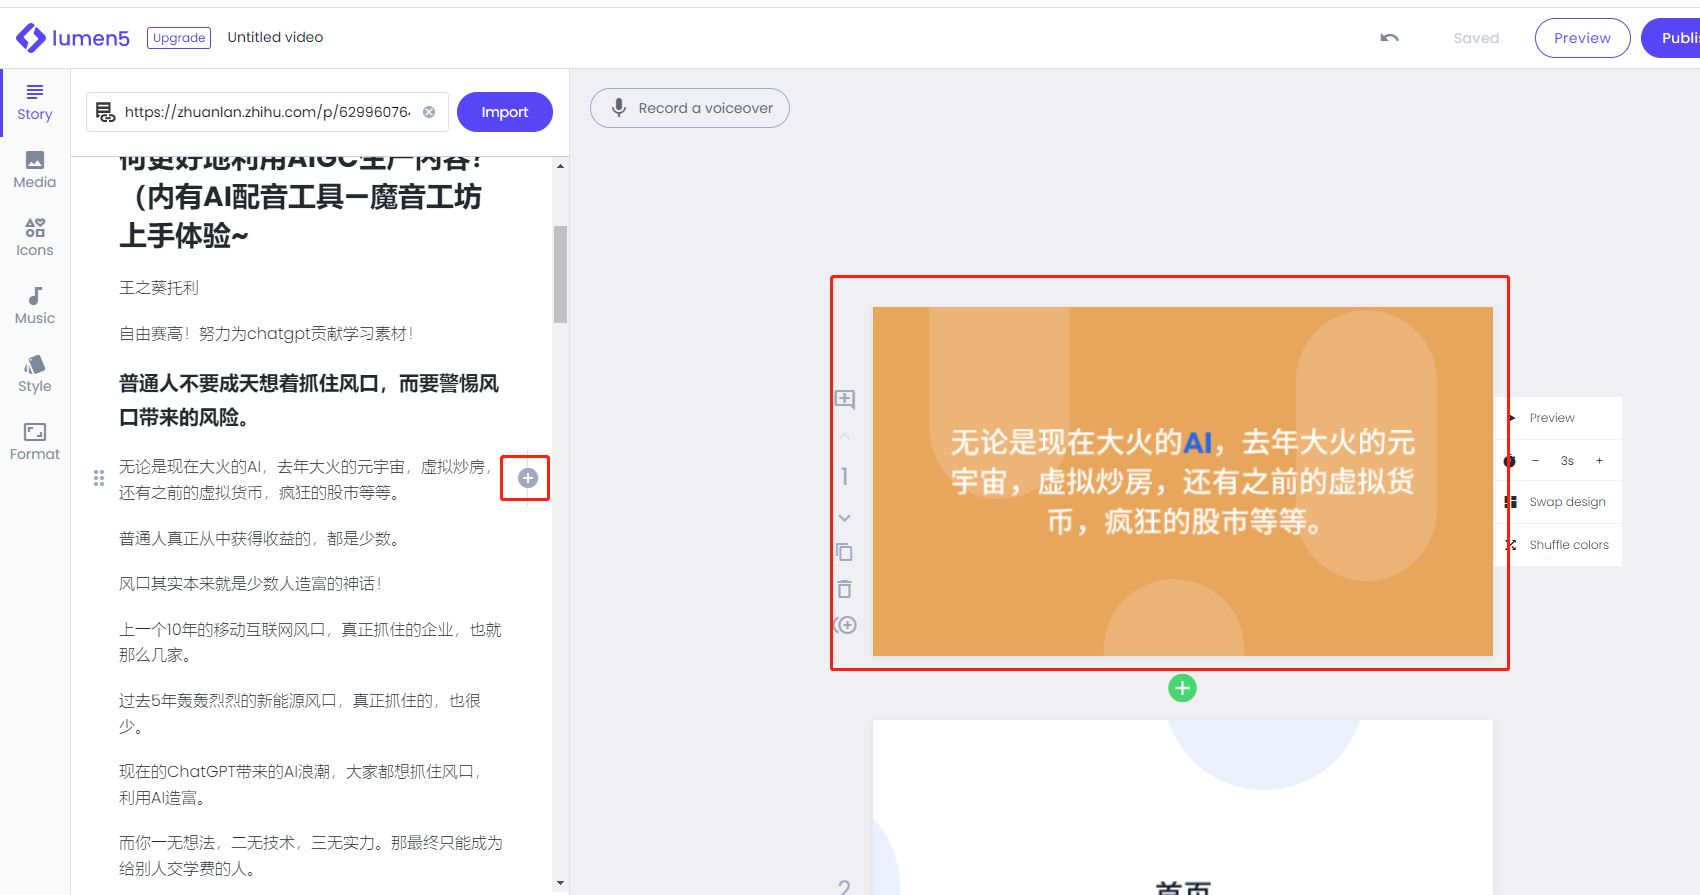 lumen5
Upgrade
Untitled video
Saved
Preview
Publi
Story
Media
Icons
Music
Style
Format
https://zhuanlan.zhihu.com/p/62996076
Import
何更好地利用AIGC生产内容？
（内有AI配音工具—魔音工坊
上手体验~
王之葵托利
自由赛高！努力为chatgpt贡献学习素材！
普通人不要成天想着抓住风口，而要警惕风
口带来的风险。
无论是现在大火的AI，去年大火的元宇宙，虚拟炒房，
还有之前的虚拟货币，疯狂的股市等等。
普通人真正从中获得收益的，都是少数。
风口其实本来就是少数人造富的神话！
上一个10年的移动互联网风口，真正抓住的企业，也就
那么几家。
过去5年轰轰烈烈的新能源风口，真正抓住的，也很
少。
现在的ChatGPT带来的AI浪潮，大家都想抓住风口，
利用AI造富。
而你一无想法，二无技术，三无实力。那最终只能成为
给别人交学费的人。
Record a voiceover
1
无论是现在大火的AI，去年大火的元
宇宙，虚拟炒房，还有之前的虚拟货
币，疯狂的股市等等。
Preview
− 3s +
Swap design
Shuffle colors
2
首页